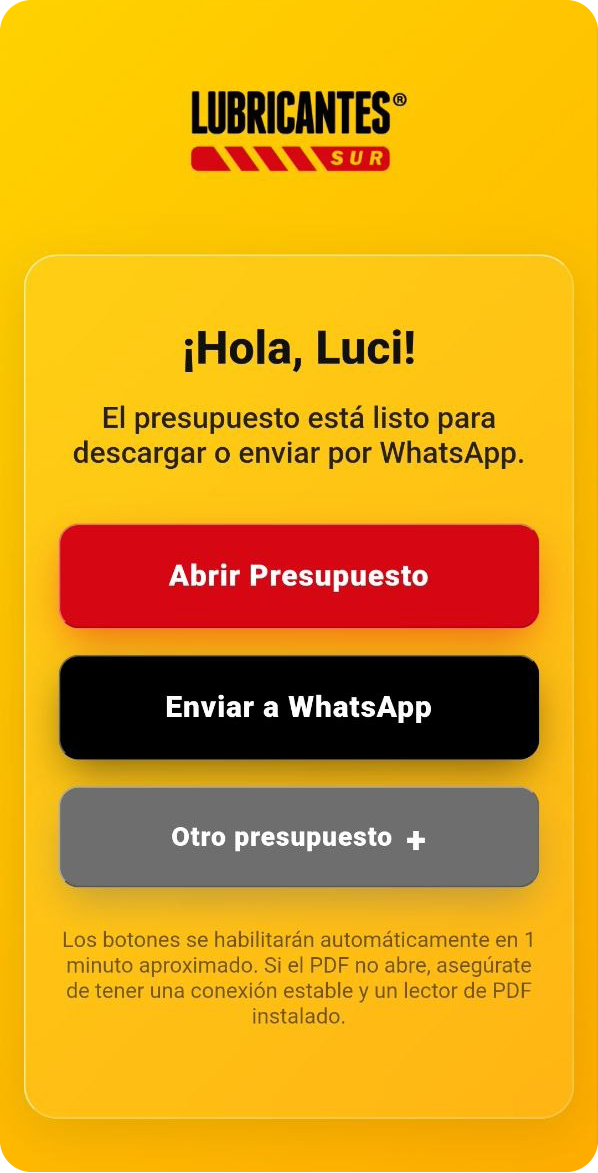 LUBRICANTES®
SUR
¡Hola, Luci!
El presupuesto está listo para
descargar o enviar por WhatsApp.
Abrir Presupuesto
Enviar a WhatsApp
Otro presupuesto +
Los botones se habilitarán automáticamente en 1
minuto aproximado. Si el PDF no abre, asegúrate
de tener una conexión estable y un lector de PDF
instalado.